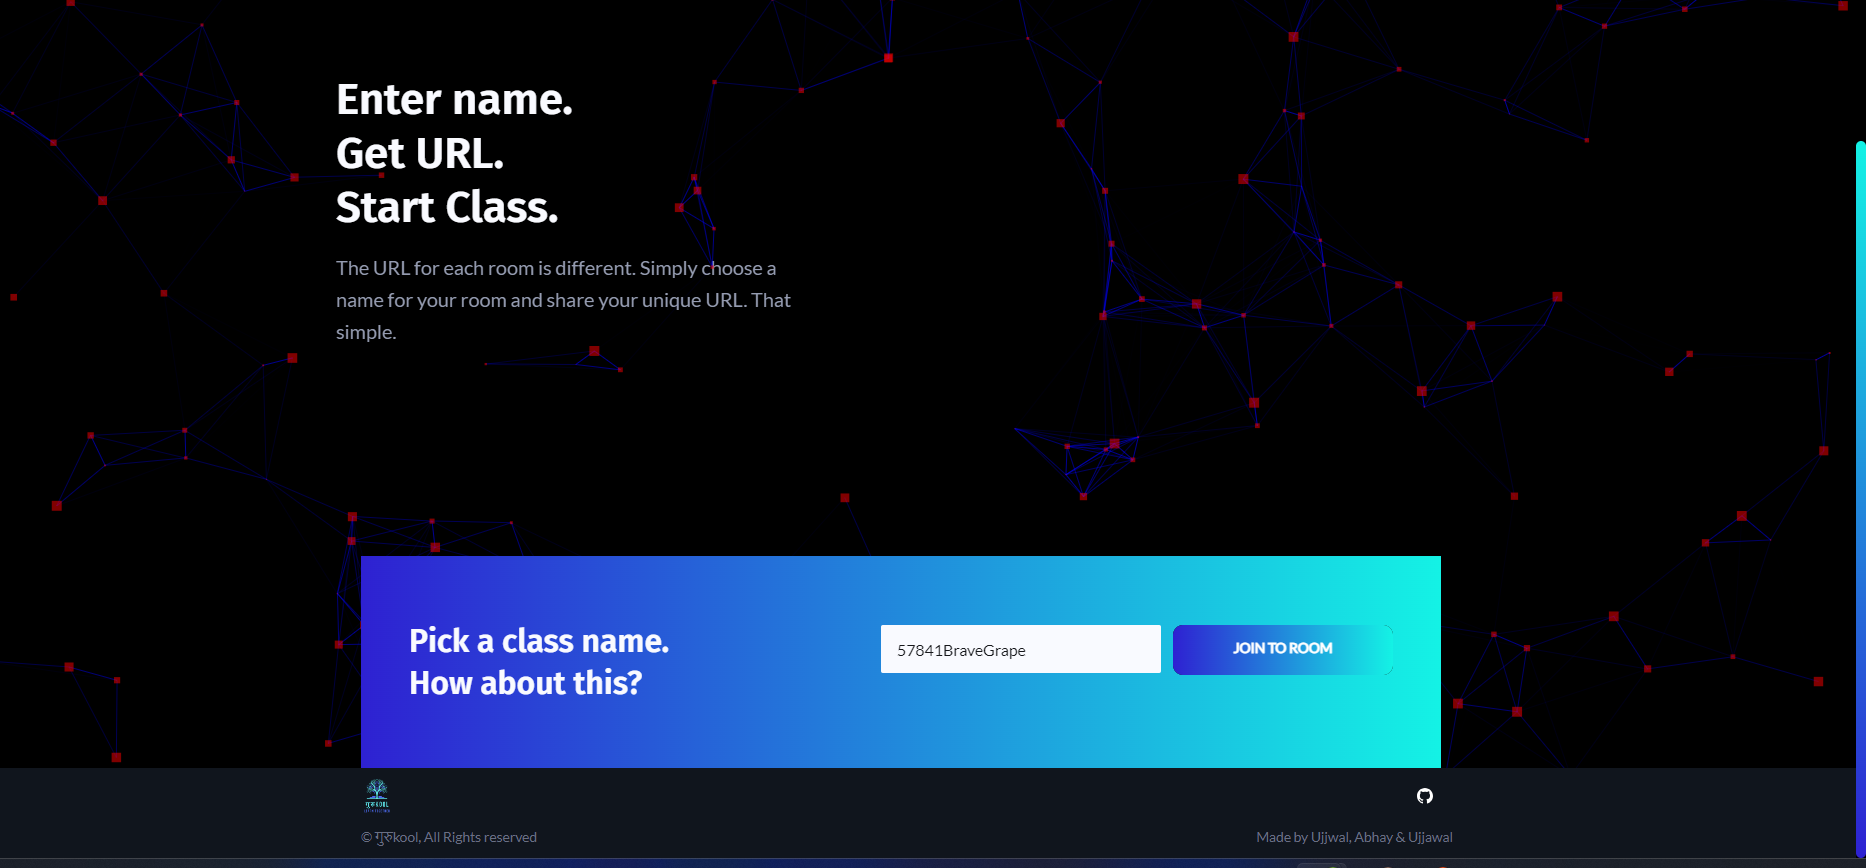 Enter name.
Get URL.
Start Class.
The URL for each room is different. Simply choose a
name for your room and share your unique URL. That
simple.
Pick a class name.
How about this?
57841BraveGrape
JOIN TO ROOM
गुरुkool
© गुरुkool, All Rights reserved
Made by Ujjwal, Abhay & Ujjawal